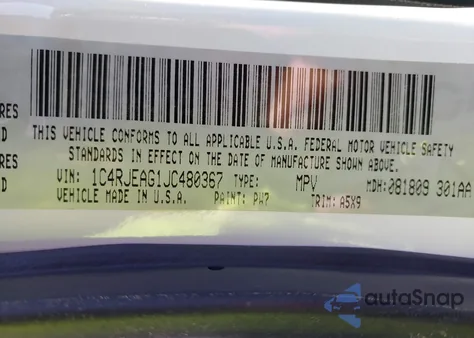 RES
THIS VEHICLE CONFORMS TO ALL APPLICABLE U.S.A. FEDERAL MOTOR VEHICLE SAFETY
D
STANDARDS IN EFFECT ON THE DATE OF MANUFACTURE SHOWN ABOVE.
VIN: 1C4RJEAG1JC480367 TYPE: MPV MDH: 081809 301AA
D
VEHICLE MADE IN U.S.A. PAINT: PW7 TRIM: A5X9
autoSnap